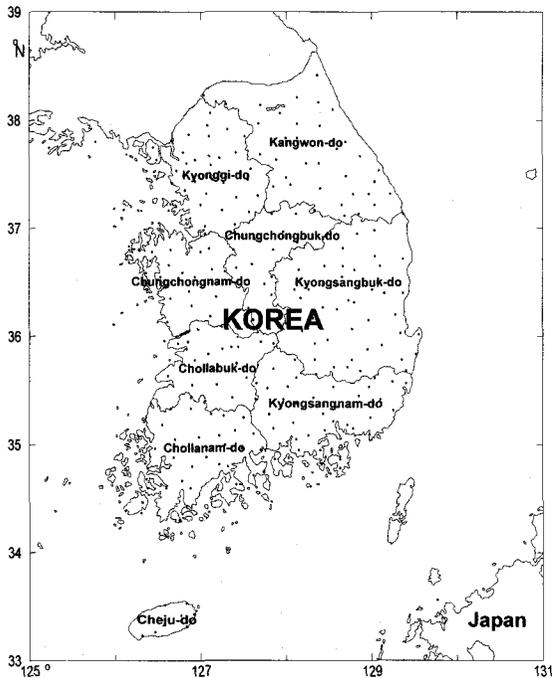 39
N
38
Kangwon-do
Kyonggi-do
37
Chungchongbuk-do
Chungchongnam-do
Kyongsangbuk-do
KOREA
36
Chollabuk-do
Kyongsangnam-do
35
Chollanam-do
34
Cheju-do
Japan
33
125 ° 127 129 131